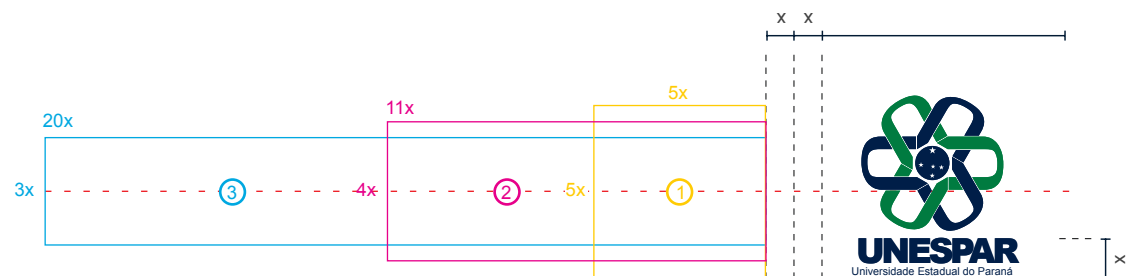 x x
5x
20x 11x
3x 3 4x 2 5x 1
UNESPAR
Universidade Estadual do Paraná
x